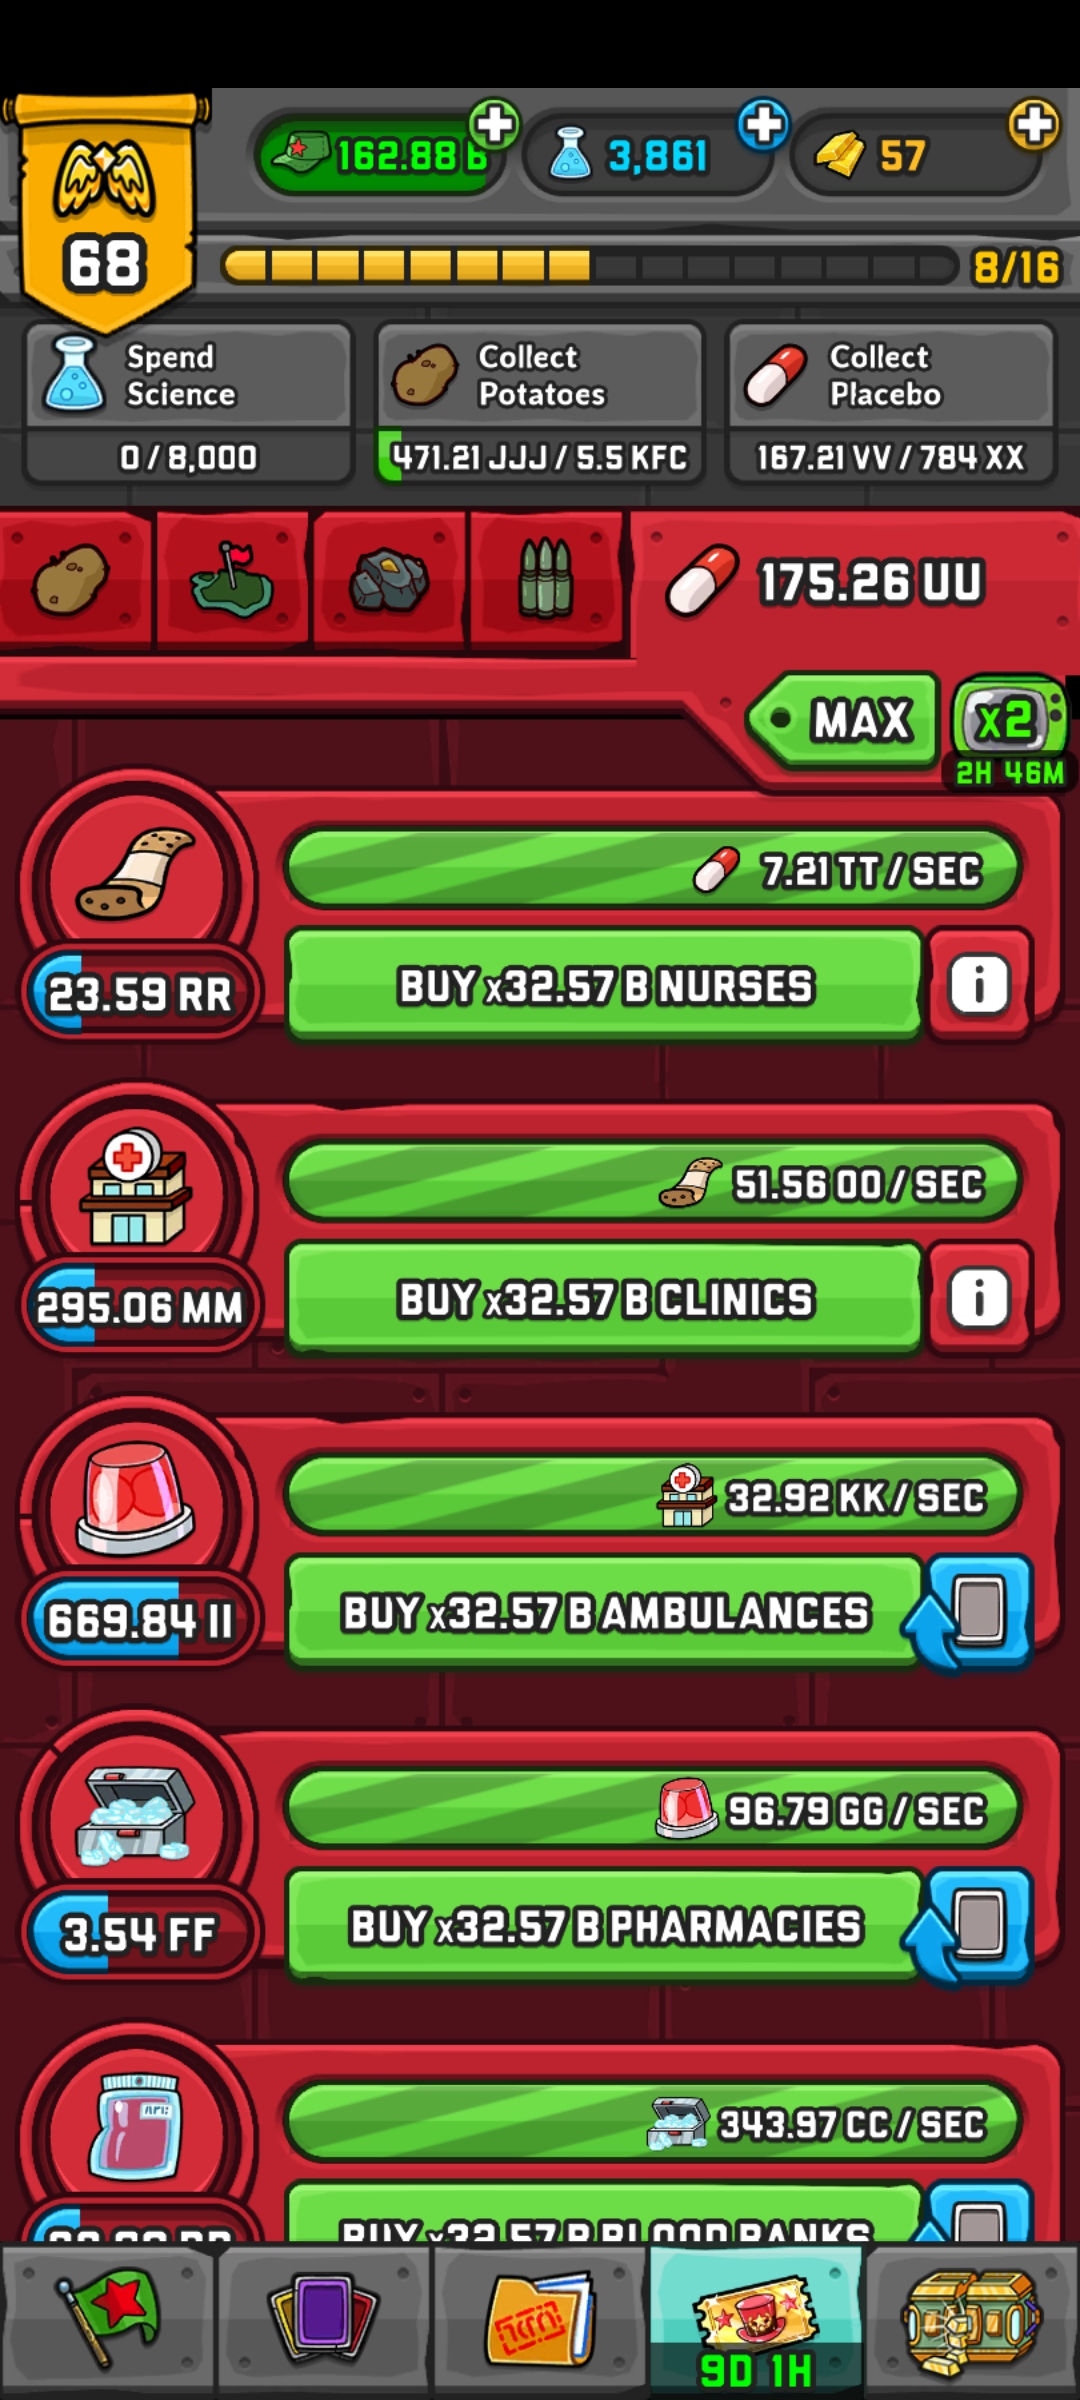 162.88 B
3,861
57
68
8/16
Spend
Science
0 / 8,000
Collect
Potatoes
471.21 JJJ / 5.5 KFC
Collect
Placebo
167.21 VV / 784 XX
175.26 UU
MAX
x2
2H 46M
7.21 TT / SEC
23.59 RR
BUY x32.57 B NURSES
i
51.56 OO / SEC
295.06 MM
BUY x32.57 B CLINICS
i
32.92 KK / SEC
669.84 II
BUY x32.57 B AMBULANCES
96.79 GG / SEC
3.54 FF
BUY x32.57 B PHARMACIES
343.97 CC / SEC
BUY x32.57 B BLOOD BANKS
9D 1H